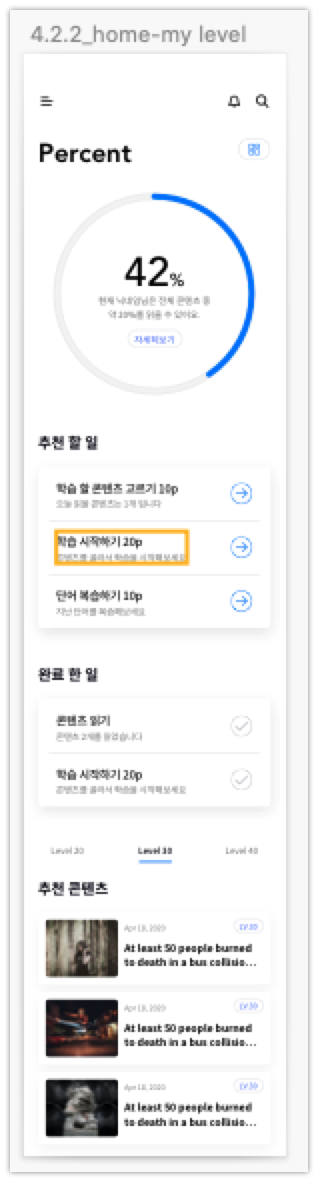 4.2.2_home-my level
Percent
42%
현재 닉네임님은 전체 콘텐츠 중
약 20%를 읽을 수 있어요.
자세히보기
추천 할 일
학습 할 콘텐츠 고르기 10p
오늘 읽을 콘텐츠는 1개 입니다
학습 시작하기 20p
콘텐츠를 골라서 학습을 시작해보세요
단어 복습하기 10p
지난 단어를 복습해보세요
완료 한 일
콘텐츠 읽기
콘텐츠 2개를 읽었습니다
학습 시작하기 20p
콘텐츠를 골라서 학습을 시작해보세요
Level 20 Level 30 Level 40
추천 콘텐츠
Apr 18, 2020 LV.30
At least 50 people burned
to death in a bus collisio...
Apr 18, 2020 LV.30
At least 50 people burned
to death in a bus collisio...
Apr 18, 2020 LV.30
At least 50 people burned
to death in a bus collisio...